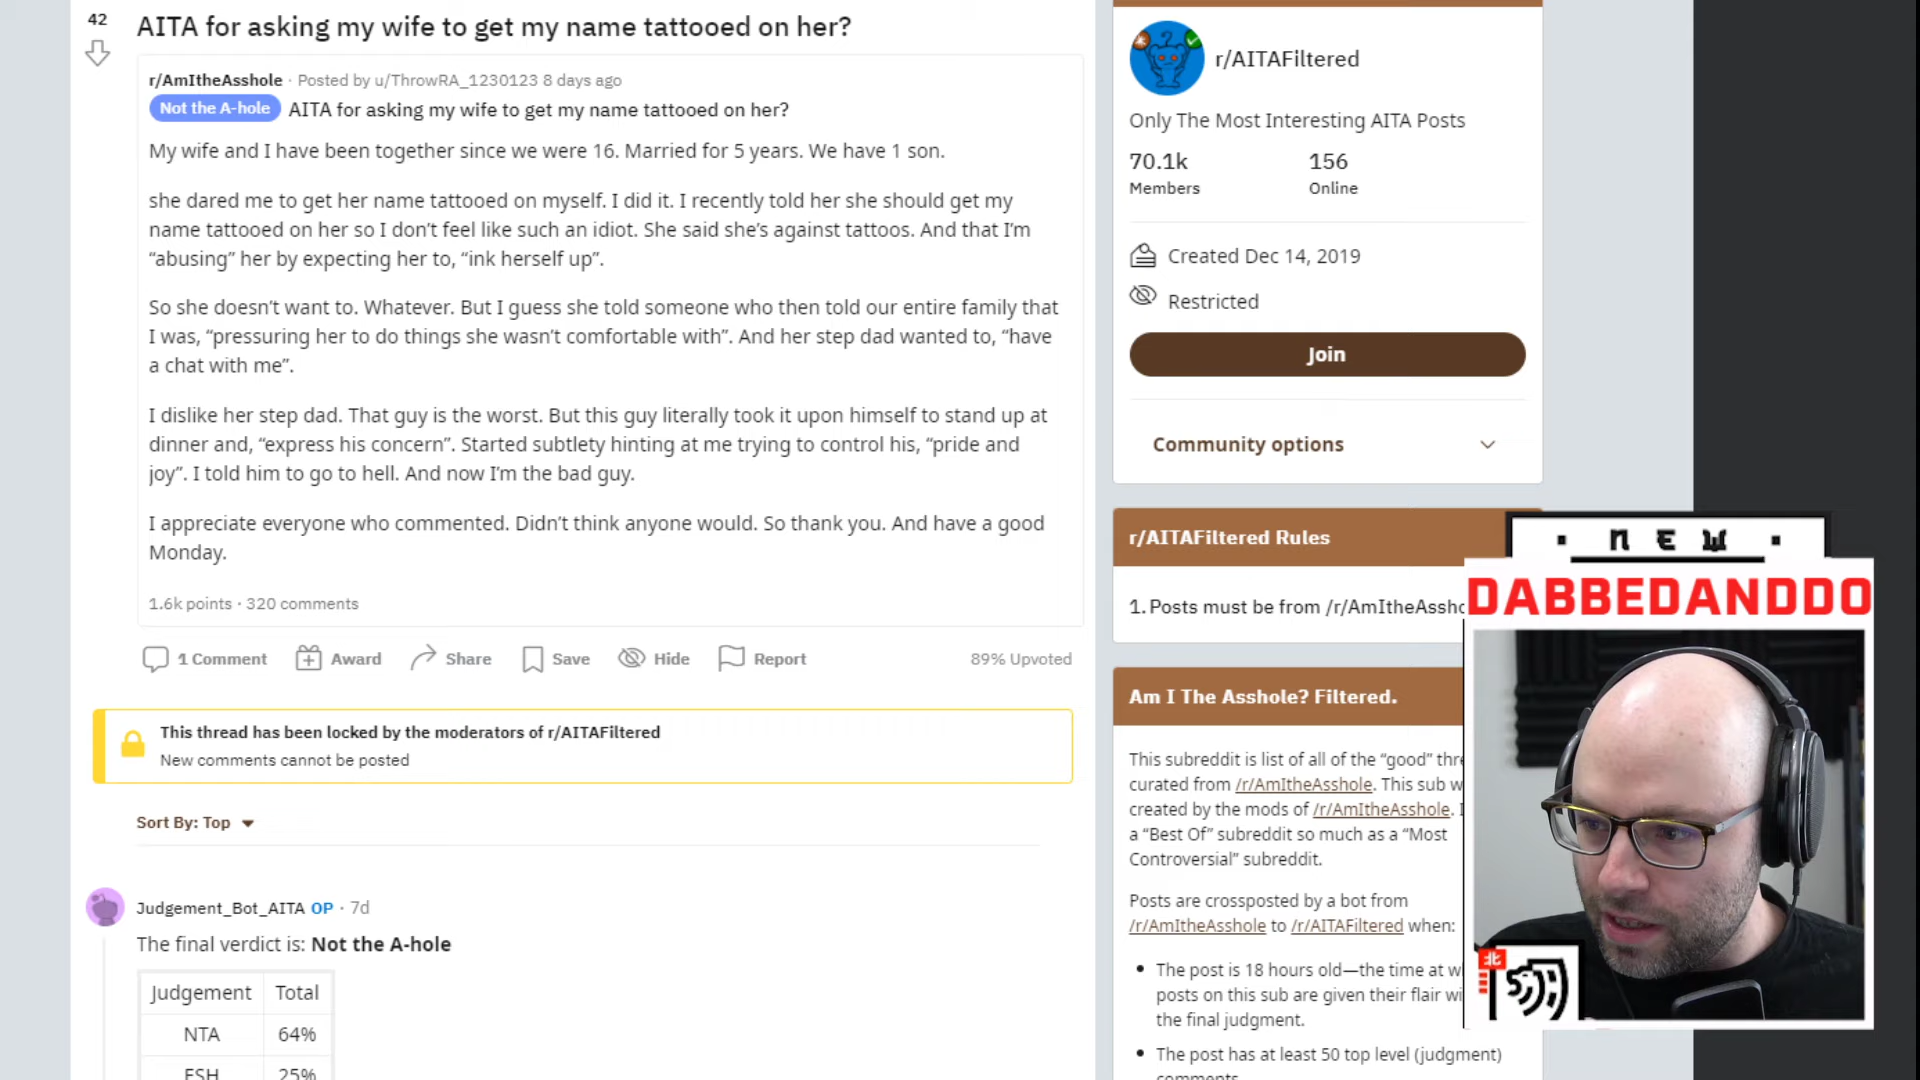 42
AITA for asking my wife to get my name tattooed on her?
r/AmItheAsshole · Posted by u/ThrowRA_1230123 8 days ago
Not the A-hole AITA for asking my wife to get my name tattooed on her?
My wife and I have been together since we were 16. Married for 5 years. We have 1 son.
she dared me to get her name tattooed on myself. I did it. I recently told her she should get my
name tattooed on her so I don’t feel like such an idiot. She said she’s against tattoos. And that I’m
“abusing” her by expecting her to, “ink herself up”.
So she doesn’t want to. Whatever. But I guess she told someone who then told our entire family that
I was, “pressuring her to do things she wasn’t comfortable with”. And her step dad wanted to, “have
a chat with me”.
I dislike her step dad. That guy is the worst. But this guy literally took it upon himself to stand up at
dinner and, “express his concern”. Started subtlety hinting at me trying to control his, “pride and
joy”. I told him to go to hell. And now I’m the bad guy.
I appreciate everyone who commented. Didn’t think anyone would. So thank you. And have a good
Monday.
1.6k points · 320 comments
1 Comment Award Share Save Hide Report 89% Upvoted
This thread has been locked by the moderators of r/AITAFiltered
New comments cannot be posted
Sort By: Top
Judgement_Bot_AITA OP · 7d
The final verdict is: Not the A-hole
Judgement Total
NTA 64%
ESH 25%
r/AITAFiltered
Only The Most Interesting AITA Posts
70.1k 156
Members Online
Created Dec 14, 2019
Restricted
Join
Community options
r/AITAFiltered Rules
1. Posts must be from /r/AmItheAssho
Am I The Asshole? Filtered.
This subreddit is list of all of the “good” thre
curated from /r/AmItheAsshole. This sub w
created by the mods of /r/AmItheAsshole. I
a “Best Of” subreddit so much as a “Most
Controversial” subreddit.
Posts are crossposted by a bot from
/r/AmItheAsshole to /r/AITAFiltered when:
• The post is 18 hours old—the time at w
posts on this sub are given their flair wi
the final judgment.
• The post has at least 50 top level (judgment)
comments
· NEW ·
DABBEDANDDO
北